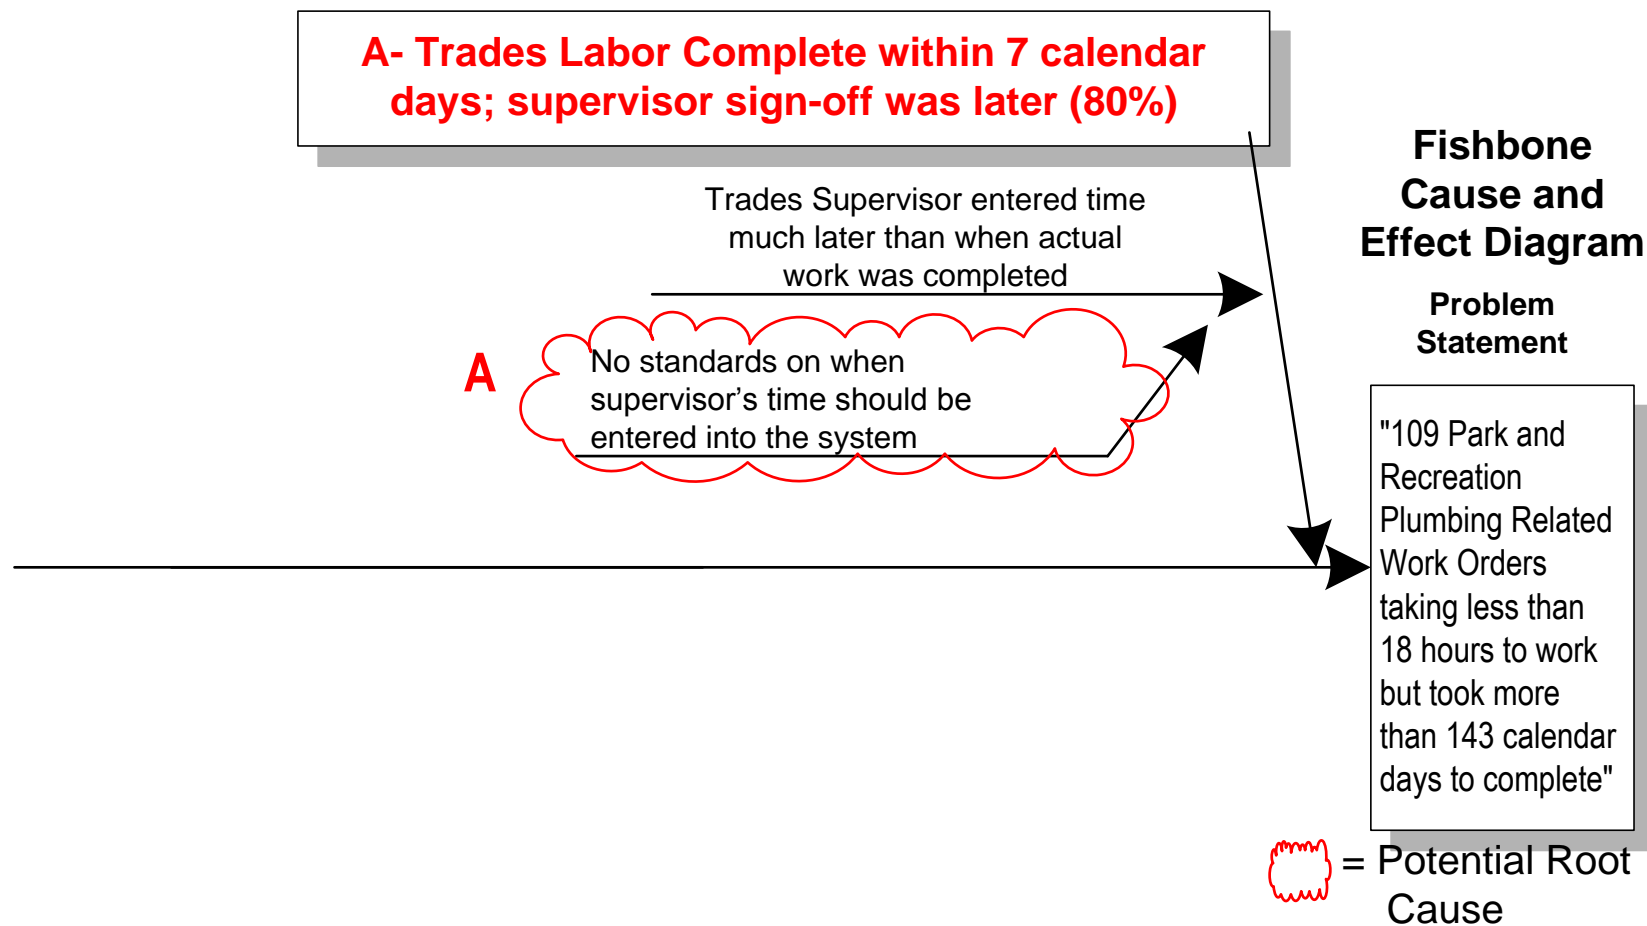 A- Trades Labor Complete within 7 calendar
days; supervisor sign-off was later (80%)
Fishbone
Cause and
Effect Diagram
Trades Supervisor entered time
much later than when actual
work was completed
Problem
Statement
A
No standards on when
supervisor’s time should be
entered into the system
"109 Park and
Recreation
Plumbing Related
Work Orders
taking less than
18 hours to work
but took more
than 143 calendar
days to complete"
= Potential Root
Cause